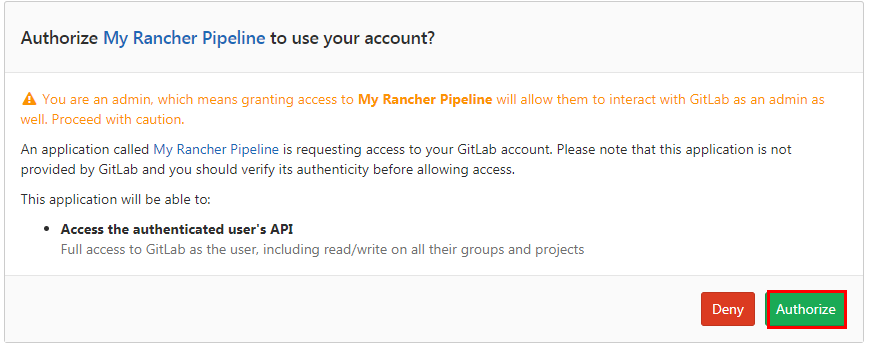 Authorize My Rancher Pipeline to use your account?
You are an admin, which means granting access to My Rancher Pipeline will allow them to interact with GitLab as an admin as
well. Proceed with caution.
An application called My Rancher Pipeline is requesting access to your GitLab account. Please note that this application is not
provided by GitLab and you should verify its authenticity before allowing access.
This application will be able to:
• Access the authenticated user's API
Full access to GitLab as the user, including read/write on all their groups and projects
Deny Authorize